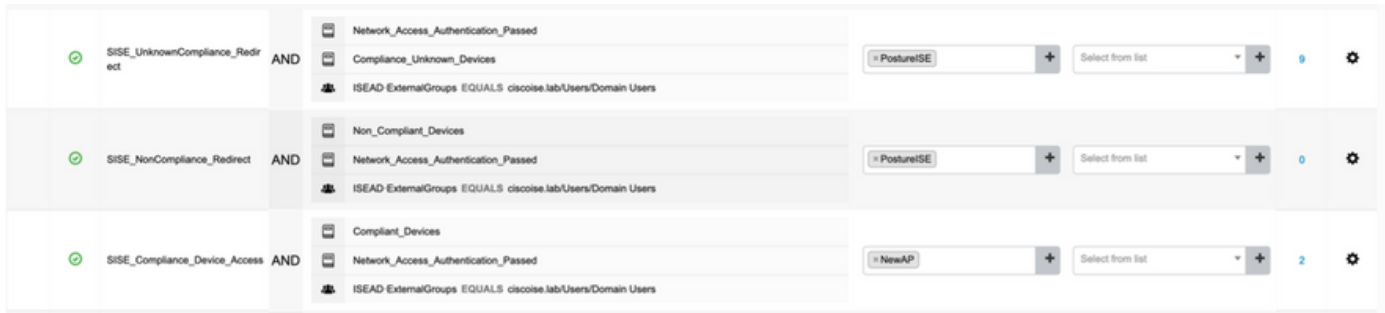 Network_Access_Authentication_Passed
SISE_UnknownCompliance_Redir
ect
AND
Compliance_Unknown_Devices
× PostureISE
+
Select from list
+
9
ISEAD·ExternalGroups EQUALS ciscoise.lab/Users/Domain Users
Non_Compliant_Devices
SISE_NonCompliance_Redirect
AND
Network_Access_Authentication_Passed
× PostureISE
+
Select from list
+
0
ISEAD·ExternalGroups EQUALS ciscoise.lab/Users/Domain Users
Compliant_Devices
SISE_Compliance_Device_Access
AND
Network_Access_Authentication_Passed
× NewAP
+
Select from list
+
2
ISEAD·ExternalGroups EQUALS ciscoise.lab/Users/Domain Users